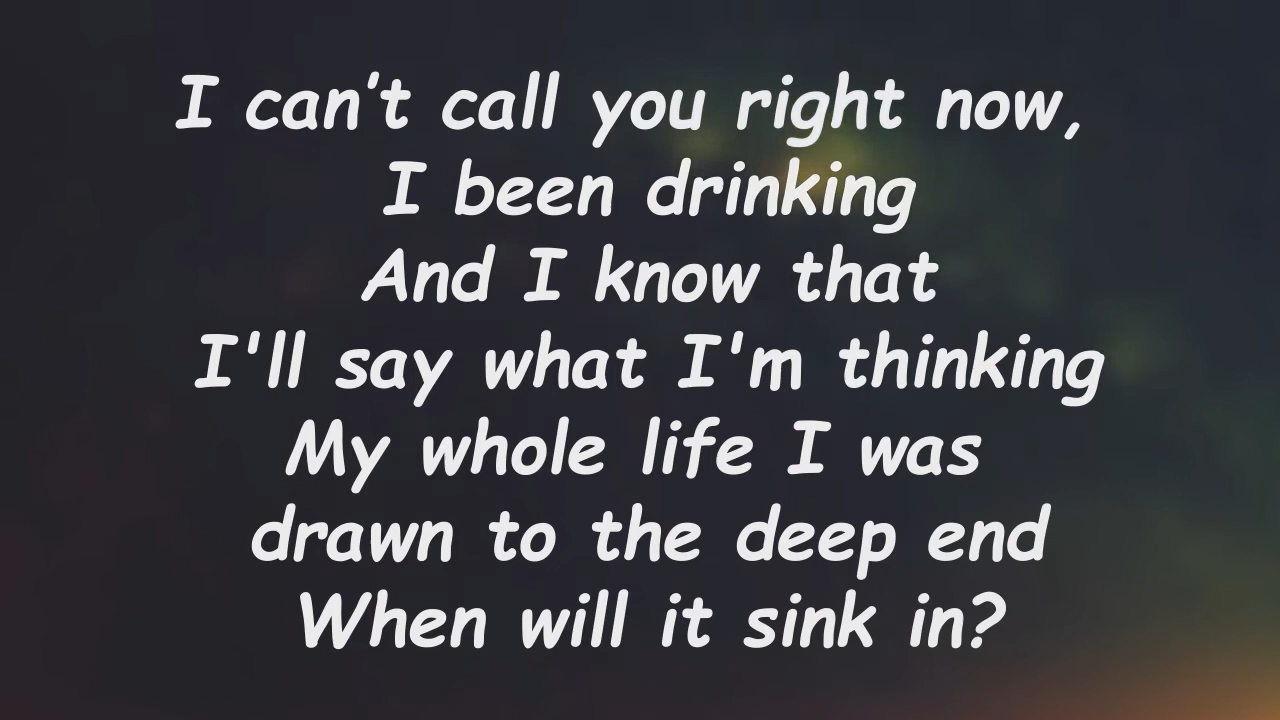 I can't call you right now,
I been drinking
And I know that
I'll say what I'm thinking
My whole life I was
drawn to the deep end
When will it sink in?